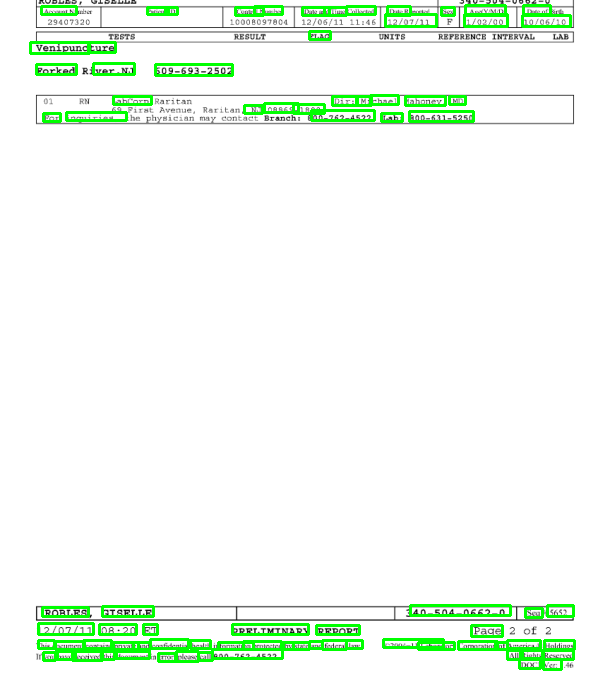 ROBLES, GISELLE 340-504-0662-0
Account Number Patient ID Control Number Date & Time Collected Date Reported Sex Age(Y/M/D) Date of Birth
29407320 10008097804 12/06/11 11:46 12/07/11 F 1/02/00 10/06/10
TESTS RESULT FLAG UNITS REFERENCE INTERVAL LAB
Venipuncture
Forked River,NJ 609-693-2502
01 RN LabCorp Raritan Dir: Michael Mahoney, MD
69 First Avenue, Raritan, NJ 08869-1800
For inquiries, the physician may contact Branch: 800-762-4522 Lab: 800-631-5250
ROBLES, GISELLE 340-504-0662-0 Seq # 5652
2/07/11 08:20 ET PRELIMINARY REPORT Page 2 of 2
This document contains private and confidential health information protected by state and federal law.
Corporation of America Holdings
If you have received this document in error please call 800-762-4522
All Rights Reserved
DOC Ver: .46